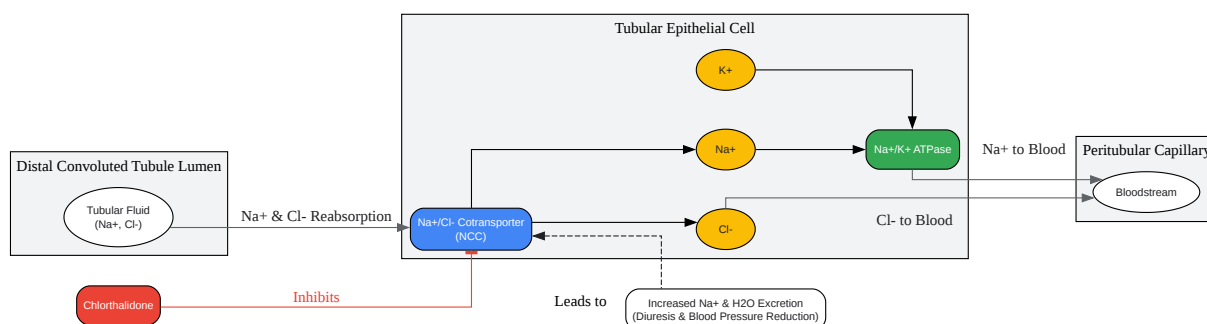 Tubular Epithelial Cell
K+
Distal Convoluted Tubule Lumen
Tubular Fluid
(Na+, Cl-)
Na+ & Cl- Reabsorption
Na+/Cl- Cotransporter
(NCC)
Na+
Cl-
Na+/K+ ATPase
Na+ to Blood
Cl- to Blood
Peritubular Capillary
Bloodstream
Chlorthalidone
Inhibits
Leads to
Increased Na+ & H2O Excretion
(Diuresis & Blood Pressure Reduction)